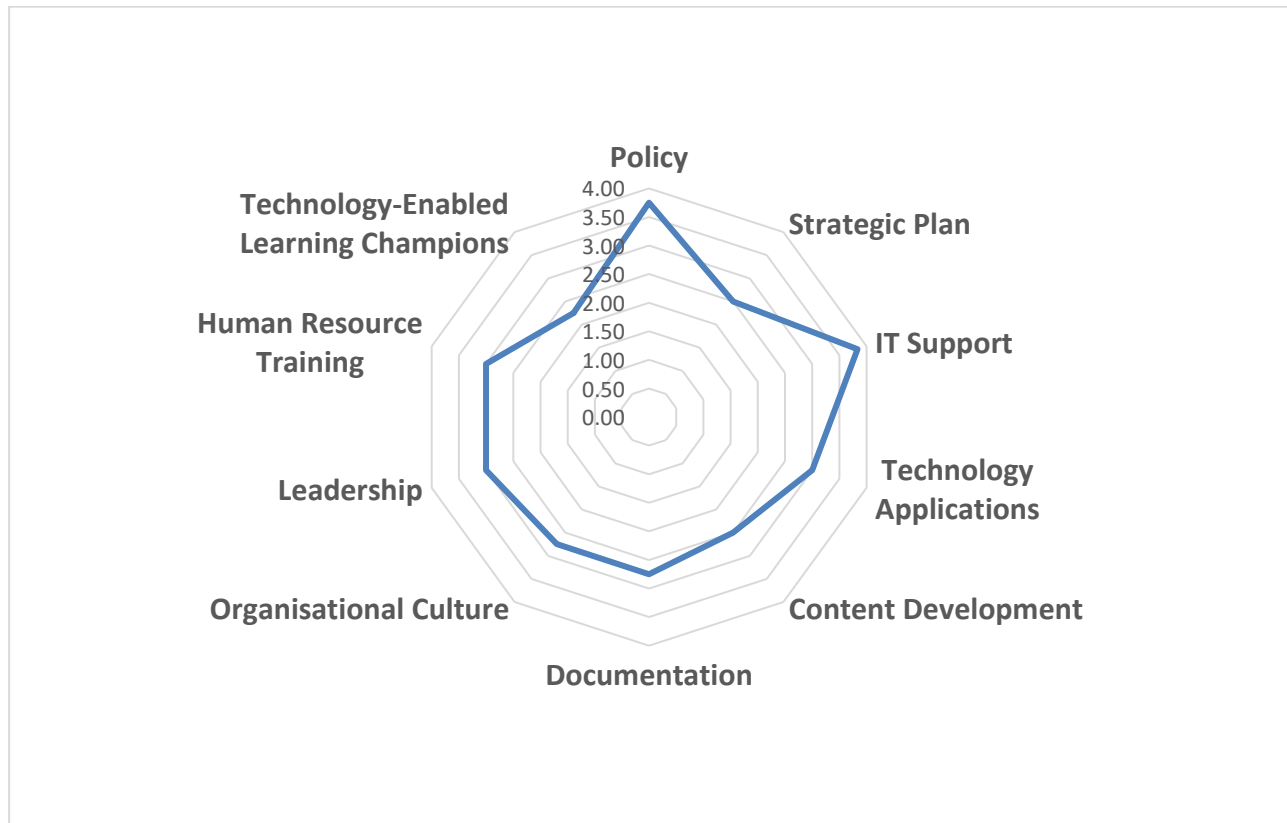 Policy
4.00
3.50
3.00
2.50
2.00
1.50
1.00
0.50
0.00
Strategic Plan
IT Support
Technology
Applications
Content Development
Documentation
Organisational Culture
Leadership
Human Resource
Training
Technology-Enabled
Learning Champions